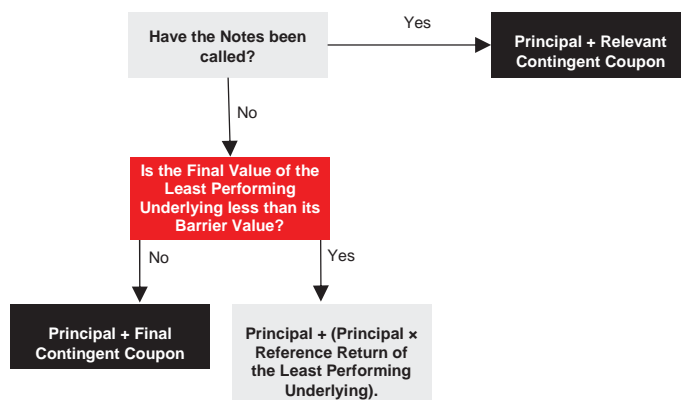 Have the Notes been
called?
Yes
Principal + Relevant
Contingent Coupon
No
Is the Final Value of the
Least Performing
Underlying less than its
Barrier Value?
No
Yes
Principal + Final
Contingent Coupon
Principal + (Principal ×
Reference Return of
the Least Performing
Underlying).